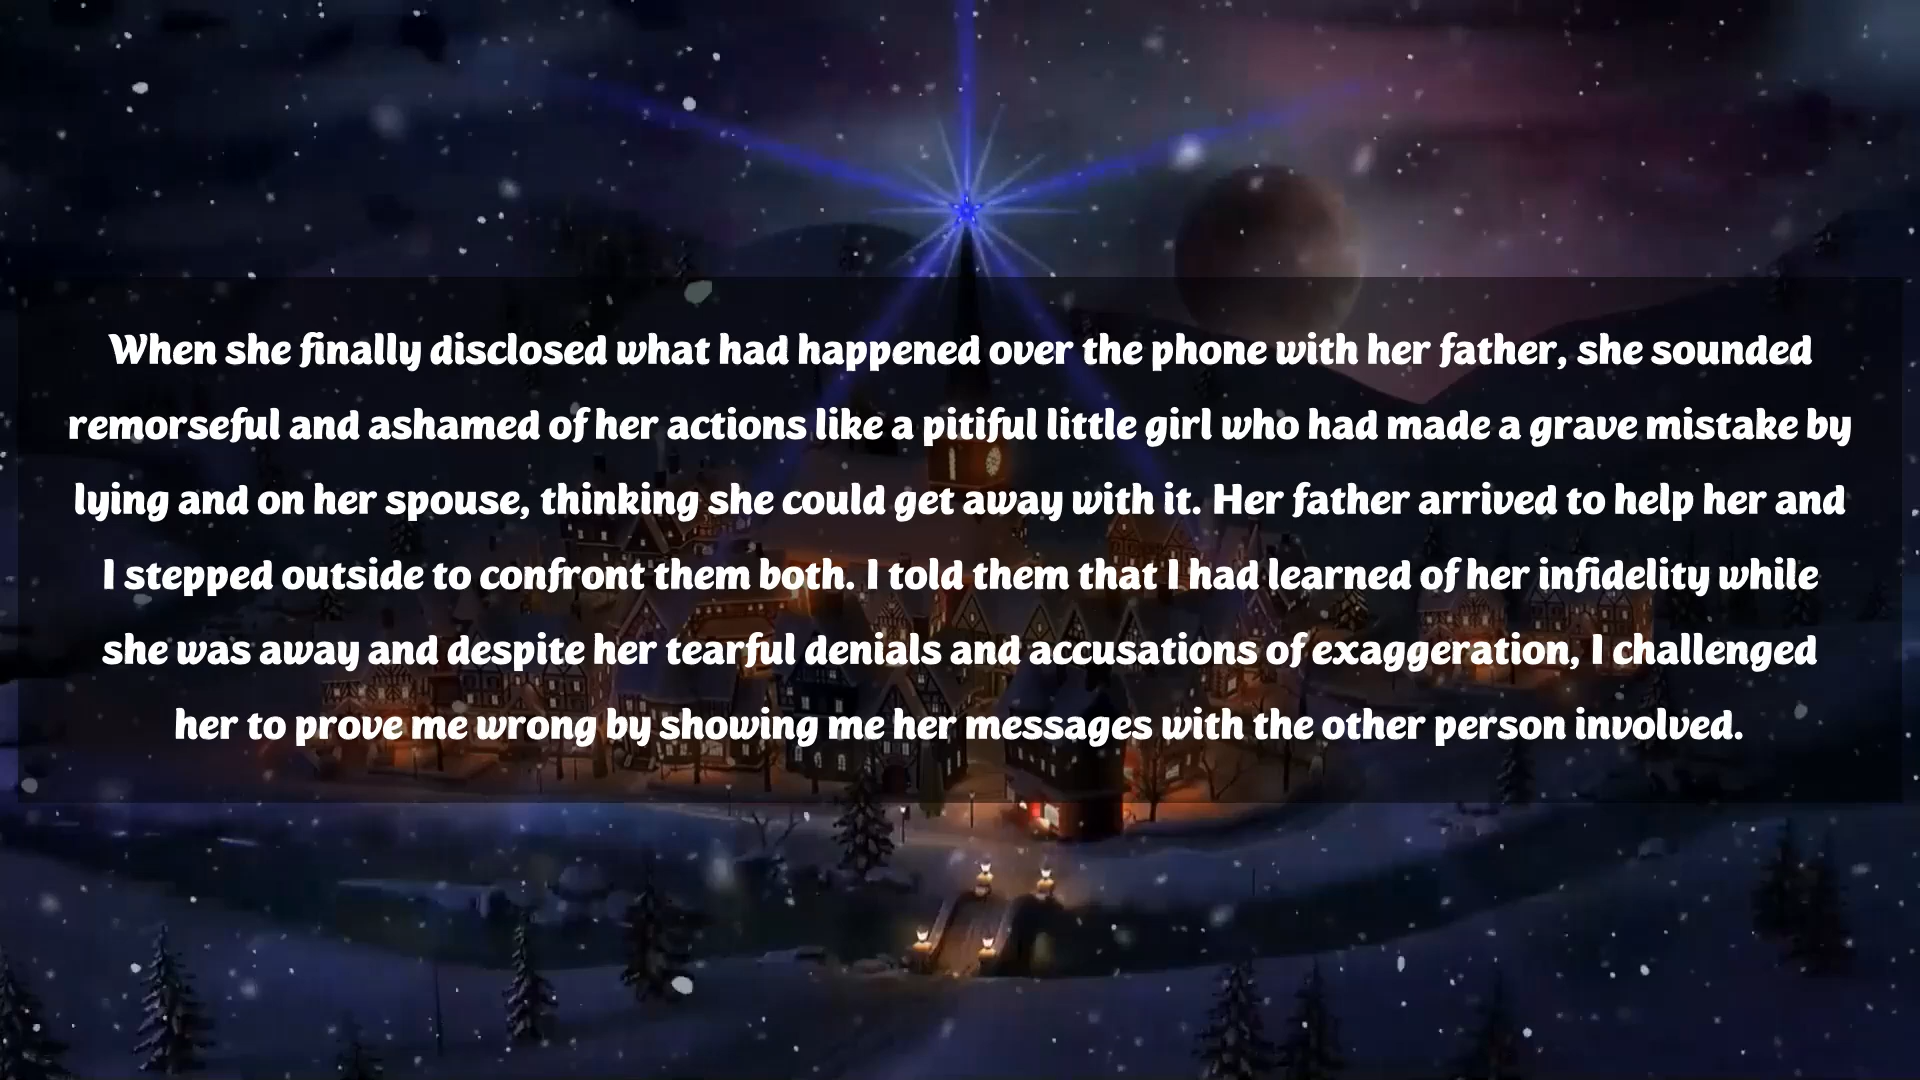 When she finally disclosed what had happened over the phone with her father, she sounded
remorseful and ashamed of her actions like a pitiful little girl who had made a grave mistake by
lying and on her spouse, thinking she could get away with it. Her father arrived to help her and
I stepped outside to confront them both. I told them that I had learned of her infidelity while
she was away and despite her tearful denials and accusations of exaggeration, I challenged
her to prove me wrong by showing me her messages with the other person involved.